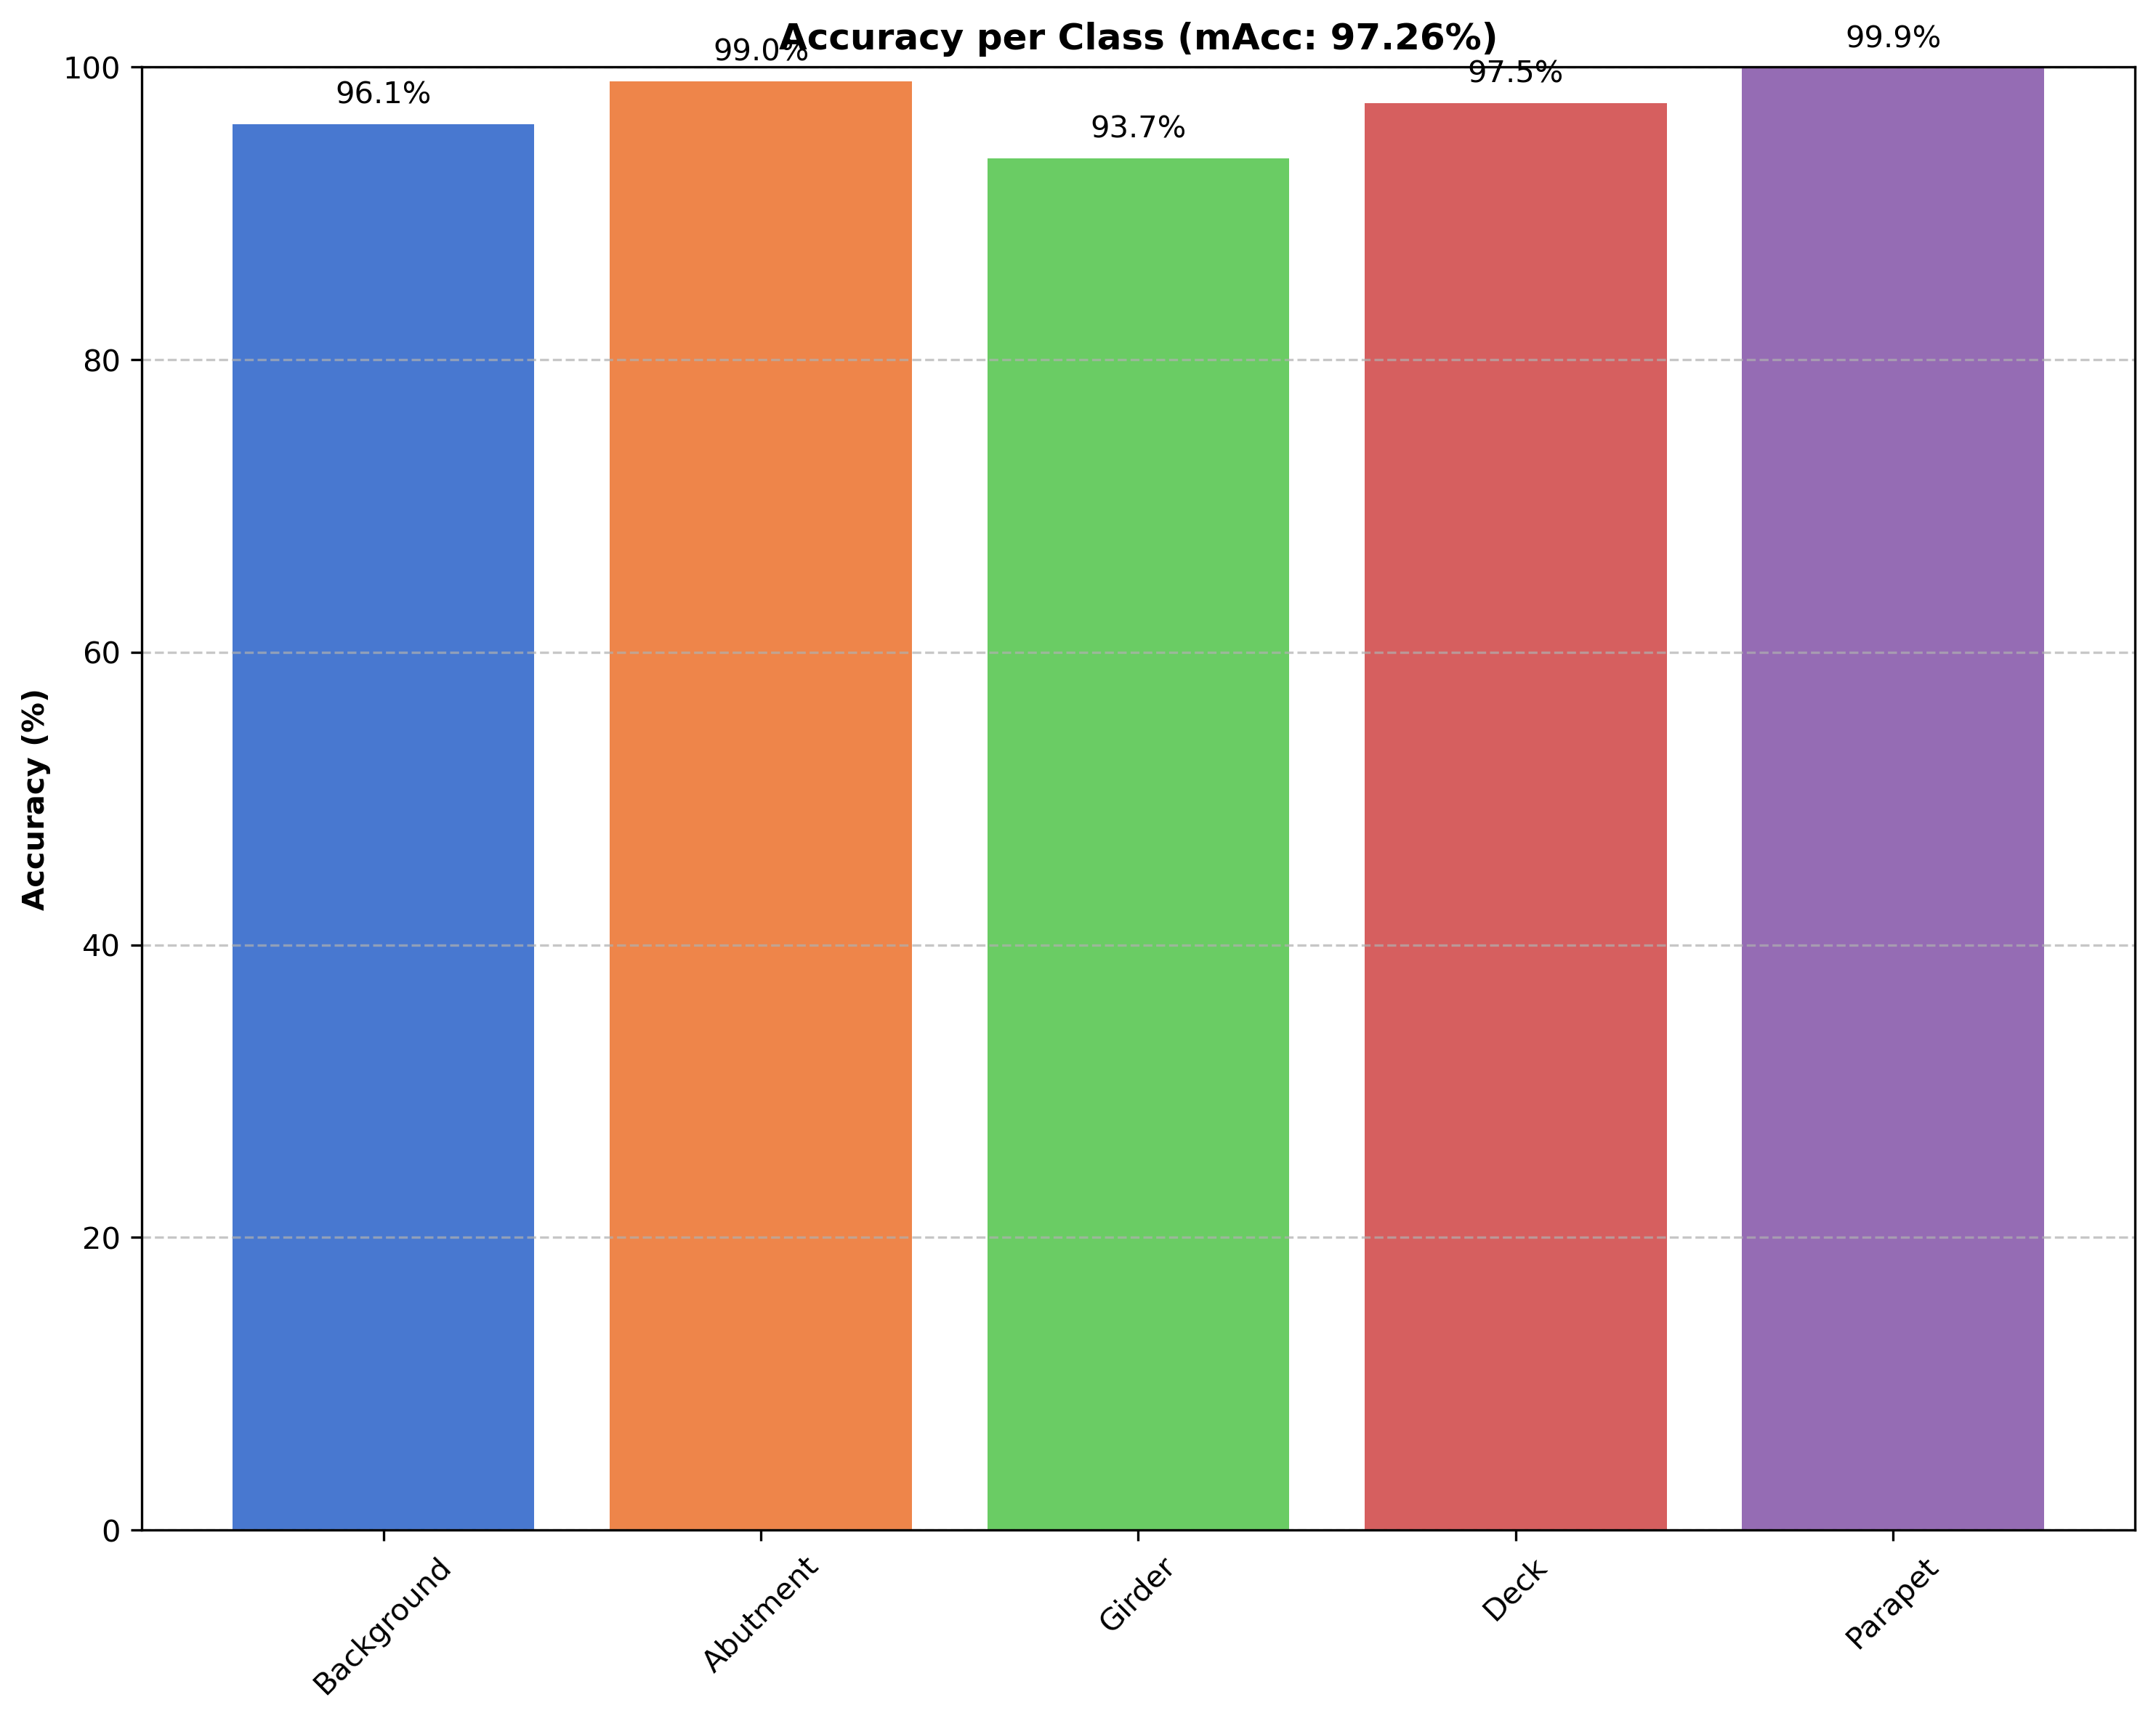 Accuracy per Class (mAcc: 97.26%)
99.9%
99.0%
97.5%
96.1%
93.7%
100
80
60
40
20
0
Accuracy (%)
Background
Abutment
Girder
Deck
Parapet